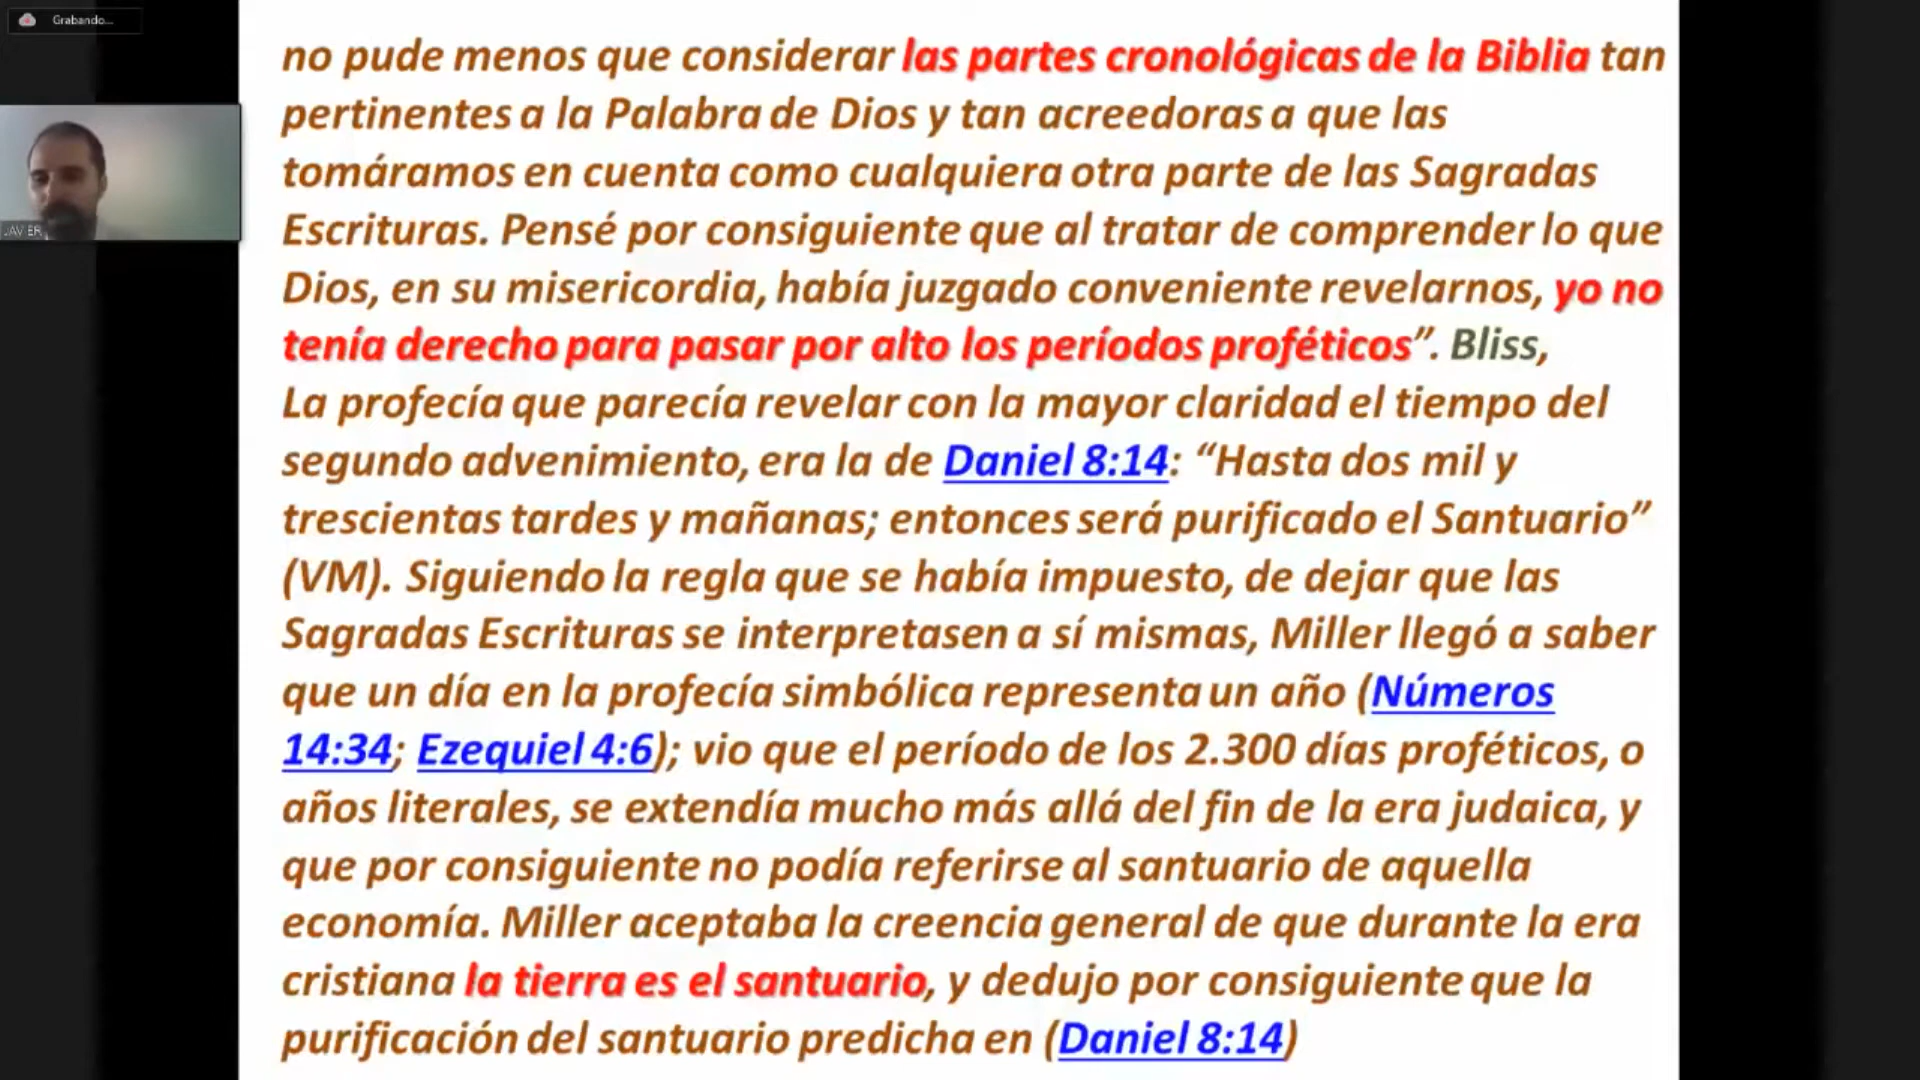 Grabando...
no pude menos que considerar las partes cronológicas de la Biblia tan
pertinentes a la Palabra de Dios y tan acreedoras a que las
tomáramos en cuenta como cualquiera otra parte de las Sagradas
Escrituras. Pensé por consiguiente que al tratar de comprender lo que
Dios, en su misericordia, había juzgado conveniente revelarnos, yo no
tenía derecho para pasar por alto los períodos proféticos”. Bliss,
La profecía que parecía revelar con la mayor claridad el tiempo del
segundo advenimiento, era la de Daniel 8:14: “Hasta dos mil y
trescientas tardes y mañanas; entonces será purificado el Santuario”
(VM). Siguiendo la regla que se había impuesto, de dejar que las
Sagradas Escrituras se interpretasen a sí mismas, Miller llegó a saber
que un día en la profecía simbólica representa un año (Números
14:34; Ezequiel 4:6); vio que el período de los 2.300 días proféticos, o
años literales, se extendía mucho más allá del fin de la era judaica, y
que por consiguiente no podía referirse al santuario de aquella
economía. Miller aceptaba la creencia general de que durante la era
cristiana la tierra es el santuario, y dedujo por consiguiente que la
purificación del santuario predicha en (Daniel 8:14)
JAVIER